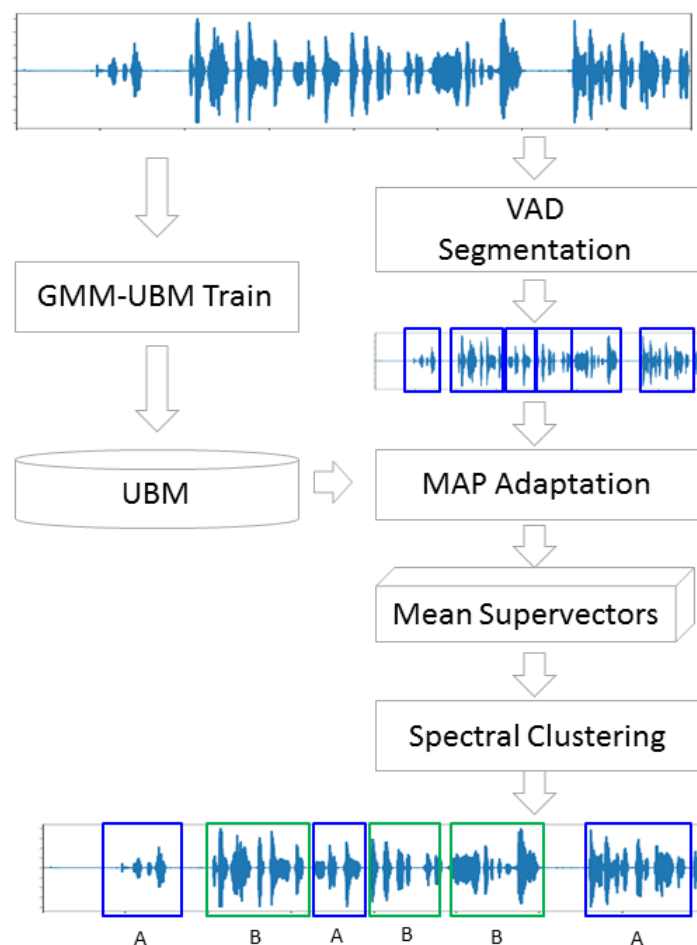 VAD
Segmentation
GMM-UBM Train
UBM
MAP Adaptation
Mean Supervectors
Spectral Clustering
A B A B B A